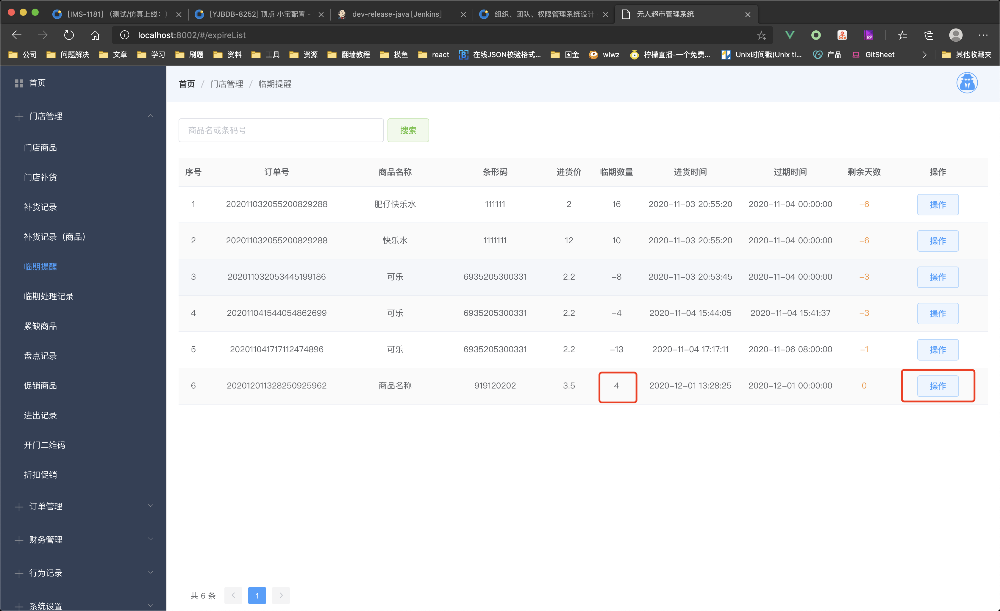 [IMS-1181] （测试/仿真上线：）
[YJBDB-8252] 顶点 小宝配置 -
dev-release-java [Jenkins]
组织、团队、权限管理系统设计
无人超市管理系统
localhost:8002/#/expireList
公司 问题解决 文章 学习 刷题 资料 工具 资源 翻墙教程 摸鱼 react 在线JSON校验格式... 国金 wlwz 柠檬直播-一个免费... Unix时间戳(Unix ti... 产品 GitSheet 其他收藏夹
首页
门店管理
门店商品
门店补货
补货记录
补货记录（商品）
临期提醒
临期处理记录
紧缺商品
盘点记录
促销商品
进出记录
开门二维码
折扣促销
订单管理
财务管理
行为记录
系统设置
首页 / 门店管理 / 临期提醒
商品名或条码号 搜索
序号 订单号 商品名称 条形码 进货价 临期数量 进货时间 过期时间 剩余天数 操作
1 202011032055200829288 肥仔快乐水 111111 2 16 2020-11-03 20:55:20 2020-11-04 00:00:00 -6 操作
2 202011032055200829288 快乐水 1111111 12 10 2020-11-03 20:55:20 2020-11-04 00:00:00 -6 操作
3 202011032053445199186 可乐 6935205300331 2.2 -8 2020-11-03 20:53:45 2020-11-04 00:00:00 -3 操作
4 202011041544054862699 可乐 6935205300331 2.2 -4 2020-11-04 15:44:05 2020-11-04 15:41:37 -3 操作
5 202011041717112474896 可乐 6935205300331 2.2 -13 2020-11-04 17:17:11 2020-11-06 08:00:00 -1 操作
6 202012011328250925962 商品名称 919120202 3.5 4 2020-12-01 13:28:25 2020-12-01 00:00:00 0 操作
共 6 条 1